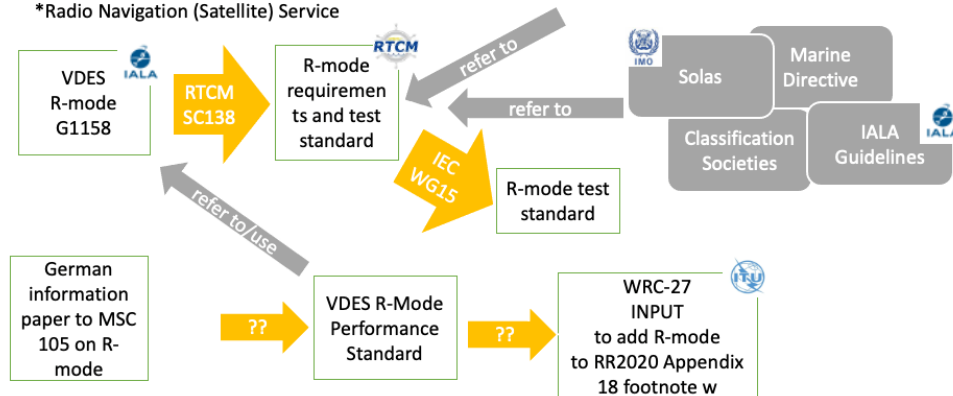 *Radio Navigation (Satellite) Service
VDES
R-mode
G1158
IALA
RTCM
SC138
R-mode
requiremen
ts and test
standard
RTCM
refer to
refer to
IMO
Solas
Marine
Directive
Classification
Societies
IALA
Guidelines
IALA
IEC
WG15
R-mode test
standard
refer to/use
German
information
paper to MSC
105 on R-
mode
??
VDES R-Mode
Performance
Standard
??
WRC-27
INPUT
to add R-mode
to RR2020 Appendix
18 footnote w
ITU